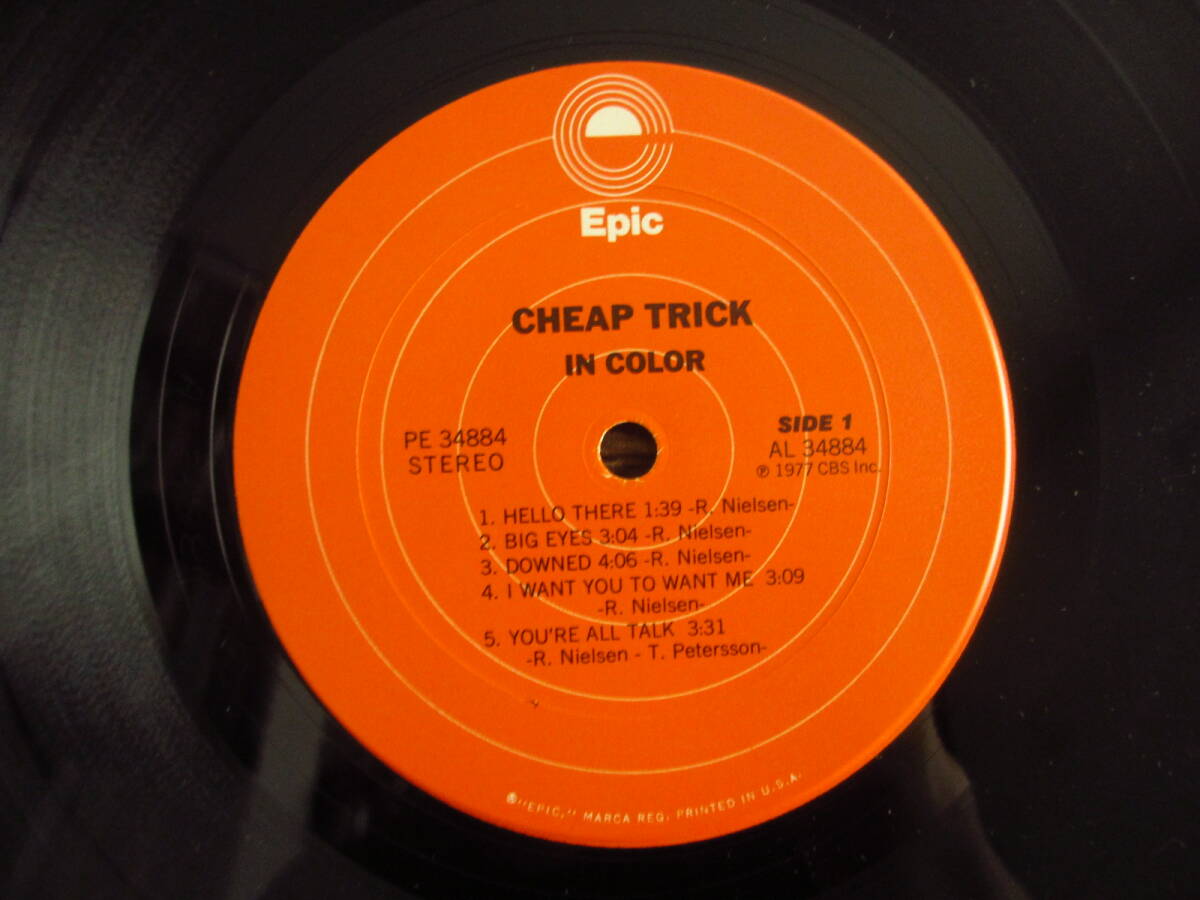 Epic
CHEAP TRICK
IN COLOR
PE 34884
STEREO
SIDE 1
AL 34884
℗ 1977 CBS Inc.
1. HELLO THERE 1:39 -R. Nielsen-
2. BIG EYES 3:04 -R. Nielsen-
3. DOWNED 4:06 -R. Nielsen-
4. I WANT YOU TO WANT ME 3:09
-R. Nielsen-
5. YOU'RE ALL TALK 3:31
-R. Nielsen - T. Petersson-
®"EPIC," MARCA REG. PRINTED IN U.S.A.